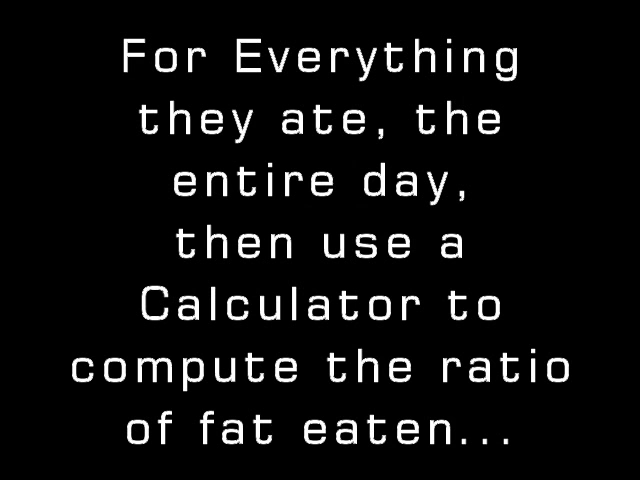 For Everything
they ate, the
entire day,
then use a
Calculator to
compute the ratio
of fat eaten...